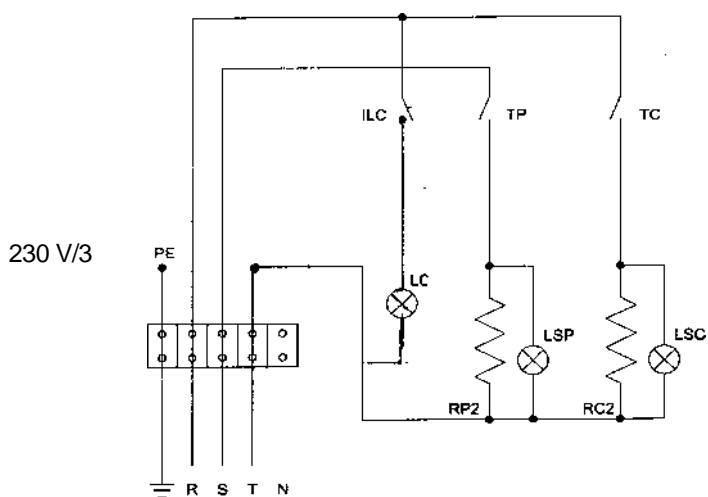 ILC TP TC
230 V/3 PE
LC
LSP LSC
RP2 RC2
R S T N